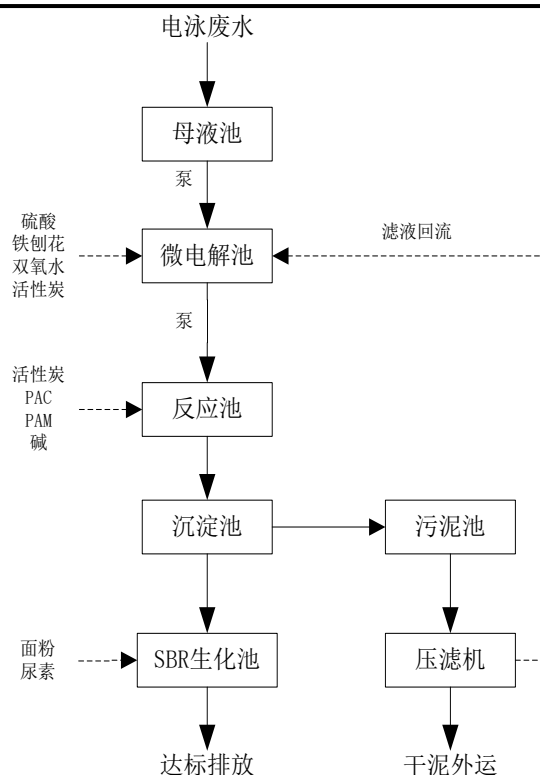 电泳废水
母液池
泵
硫酸
铁刨花
双氧水
活性炭
微电解池
滤液回流
泵
活性炭
PAC
PAM
碱
反应池
沉淀池
污泥池
面粉
尿素
SBR生化池
压滤机
达标排放
干泥外运